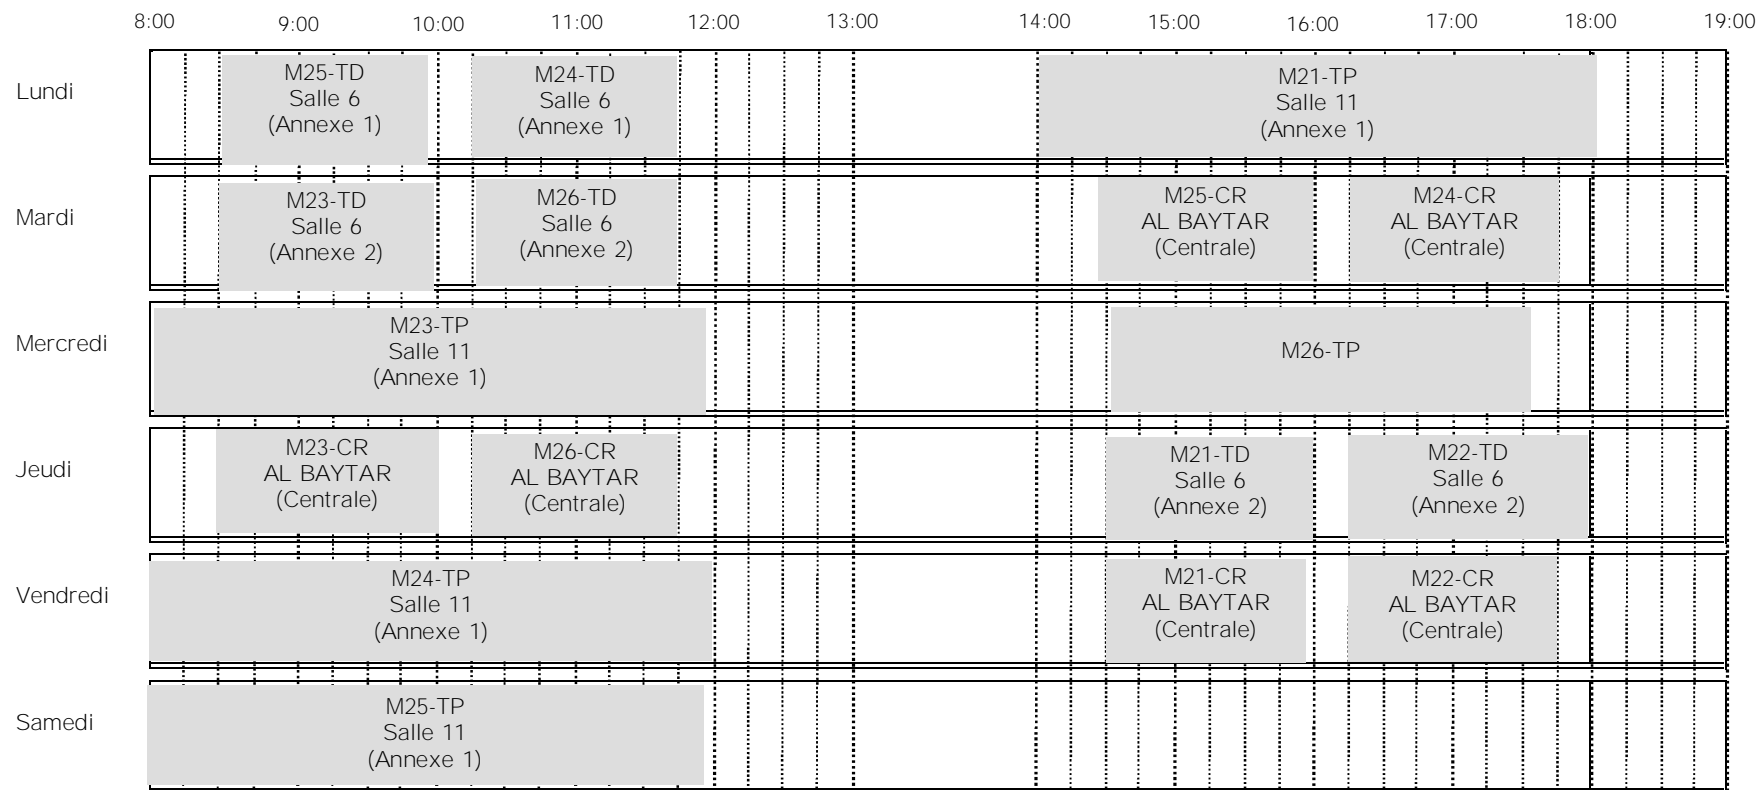 8:00 9:00 10:00 11:00 12:00 13:00 14:00 15:00 16:00 17:00 18:00 19:00
Lundi
M25-TD
Salle 6
(Annexe 1)
M24-TD
Salle 6
(Annexe 1)
M21-TP
Salle 11
(Annexe 1)
Mardi
M23-TD
Salle 6
(Annexe 2)
M26-TD
Salle 6
(Annexe 2)
M25-CR
AL BAYTAR
(Centrale)
M24-CR
AL BAYTAR
(Centrale)
Mercredi
M23-TP
Salle 11
(Annexe 1)
M26-TP
Jeudi
M23-CR
AL BAYTAR
(Centrale)
M26-CR
AL BAYTAR
(Centrale)
M21-TD
Salle 6
(Annexe 2)
M22-TD
Salle 6
(Annexe 2)
Vendredi
M24-TP
Salle 11
(Annexe 1)
M21-CR
AL BAYTAR
(Centrale)
M22-CR
AL BAYTAR
(Centrale)
Samedi
M25-TP
Salle 11
(Annexe 1)